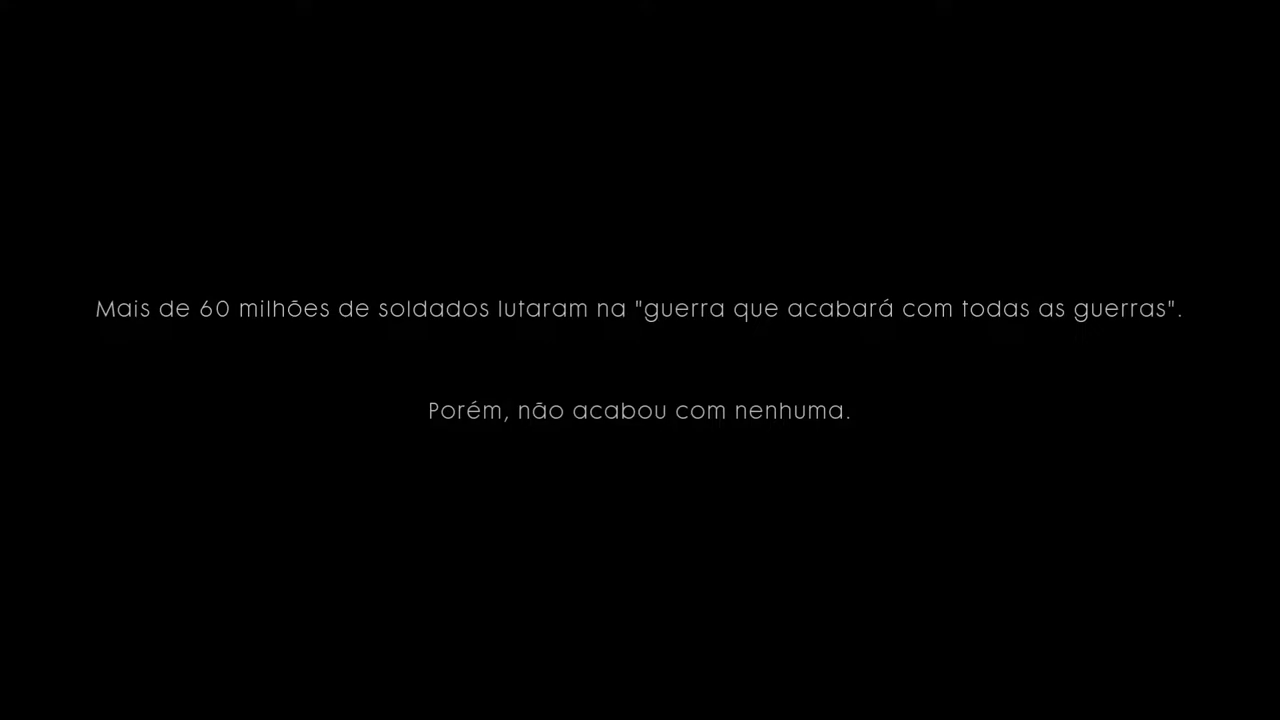 Mais de 60 milhões de soldados lutaram na "guerra que acabará com todas as guerras".
Porém, não acabou com nenhuma.